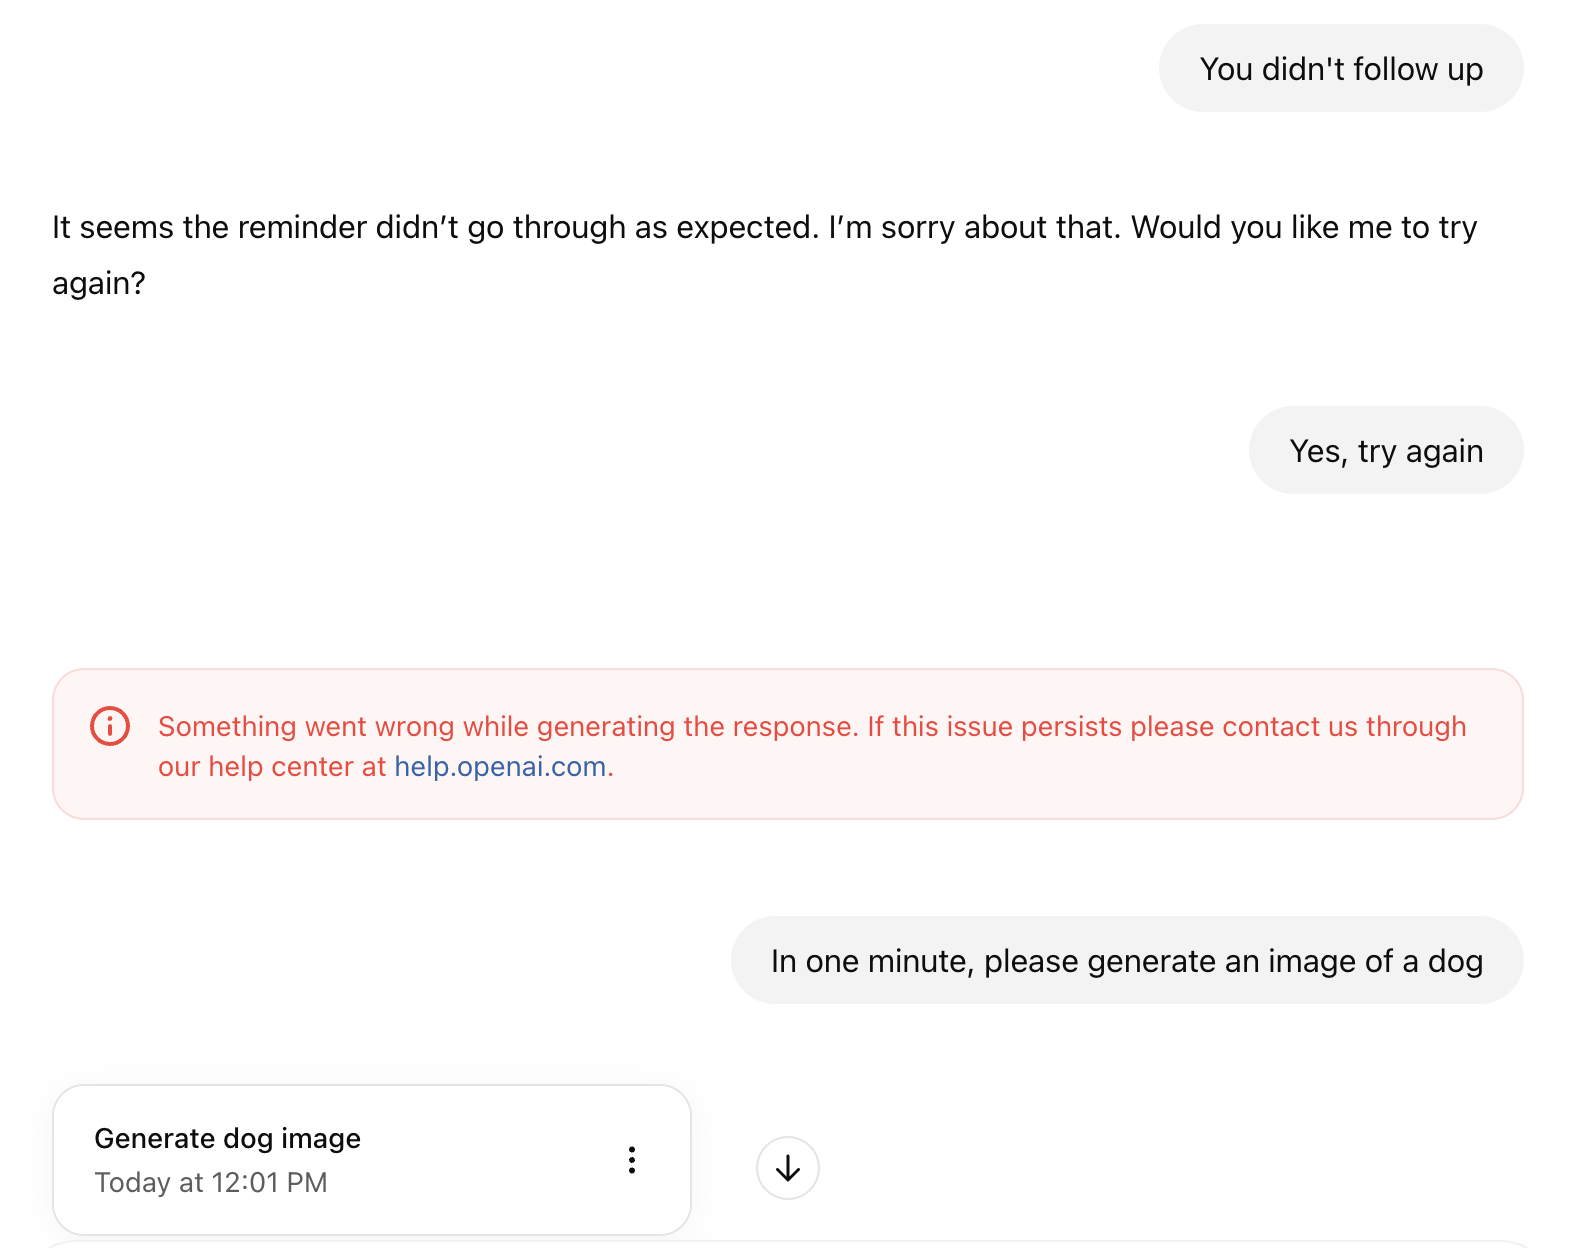 You didn't follow up
It seems the reminder didn’t go through as expected. I’m sorry about that. Would you like me to try
again?
Yes, try again
Something went wrong while generating the response. If this issue persists please contact us through
our help center at help.openai.com.
In one minute, please generate an image of a dog
Generate dog image
Today at 12:01 PM